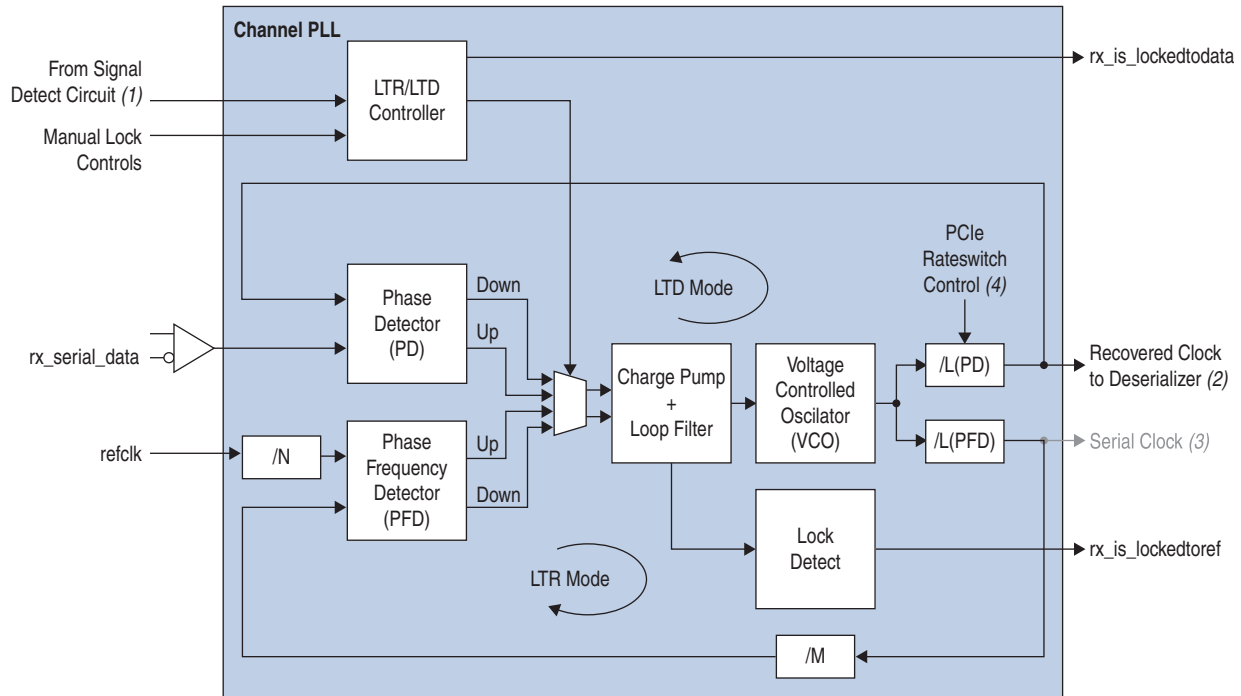 Channel PLL
From Signal
Detect Circuit (1)
Manual Lock
Controls
LTR/LTD
Controller
rx_is_lockedtodata
PCIe
Rateswitch
Control (4)
LTD Mode
Phase
Detector
(PD)
Down
Up
rx_serial_data
Charge Pump
+
Loop Filter
Voltage
Controlled
Oscilator
(VCO)
/L(PD)
Recovered Clock
to Deserializer (2)
/L(PFD)
Serial Clock (3)
refclk
/N
Phase
Frequency
Detector
(PFD)
Up
Down
Lock
Detect
rx_is_lockedtoref
LTR Mode
/M